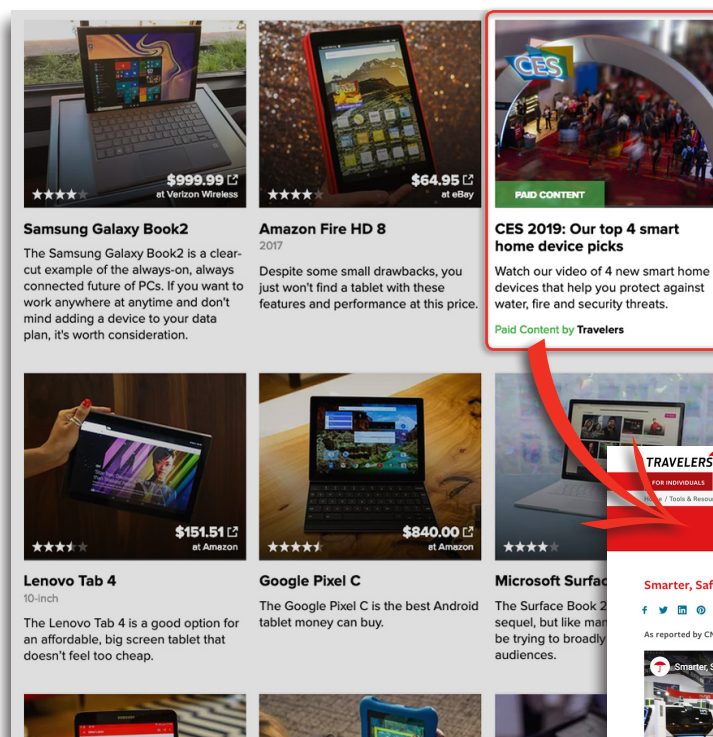 $999.99
at Verizon Wireless
Samsung Galaxy Book2
The Samsung Galaxy Book2 is a clear-
cut example of the always-on, always
connected future of PCs. If you want to
work anywhere at anytime and don't
mind adding a device to your data
plan, it's worth consideration.
$64.95
at eBay
Amazon Fire HD 8
2017
Despite some small drawbacks, you
just won't find a tablet with these
features and performance at this price.
CES
PAID CONTENT
CES 2019: Our top 4 smart
home device picks
Watch our video of 4 new smart home
devices that help you protect against
water, fire and security threats.
Paid Content by Travelers
$151.51
at Amazon
Lenovo Tab 4
10-inch
The Lenovo Tab 4 is a good option for
an affordable, big screen tablet that
doesn't feel too cheap.
$840.00
at Amazon
Google Pixel C
The Google Pixel C is the best Android
tablet money can buy.
Microsoft Surfac
The Surface Book 2
sequel, but like man
be trying to broadly
audiences.
TRAVELERS
FOR INDIVIDUALS
Home / Tools & Resou
Smarter, Saf
As reported by CN
Smarter, S
SAMSUNG